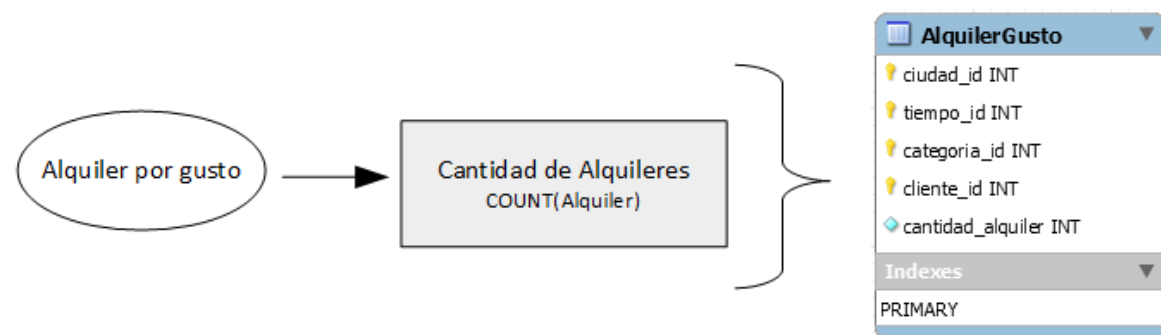 Alquiler por gusto
Cantidad de Alquileres
COUNT(Alquiler)
AlquilerGusto
ciudad_id INT
tiempo_id INT
categoria_id INT
cliente_id INT
cantidad_alquiler INT
Indexes
PRIMARY